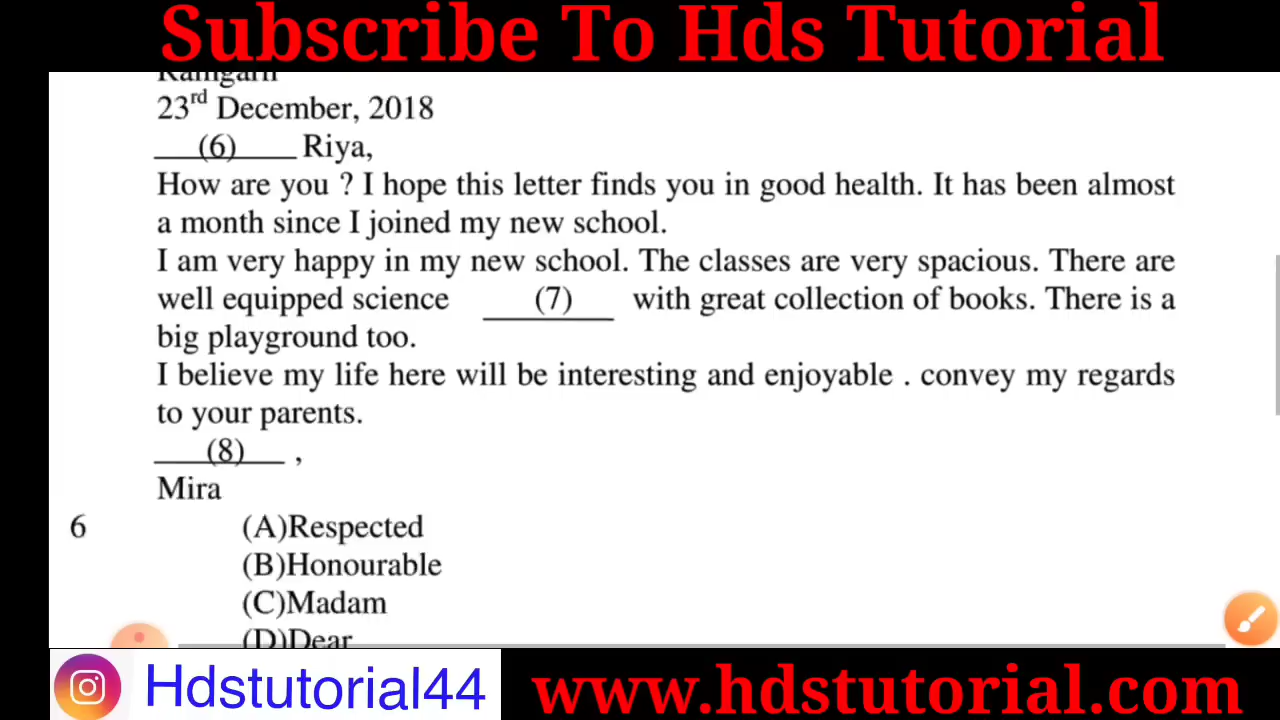 Subscribe To Hds Tutorial
Ramgarh
23rd December, 2018
(6) Riya,
How are you ? I hope this letter finds you in good health. It has been almost
a month since I joined my new school.
I am very happy in my new school. The classes are very spacious. There are
well equipped science (7) with great collection of books. There is a
big playground too.
I believe my life here will be interesting and enjoyable . convey my regards
to your parents.
(8) ,
Mira
6 (A)Respected
(B)Honourable
(C)Madam
(D)Dear
Hdstutorial44
www.hdstutorial.com